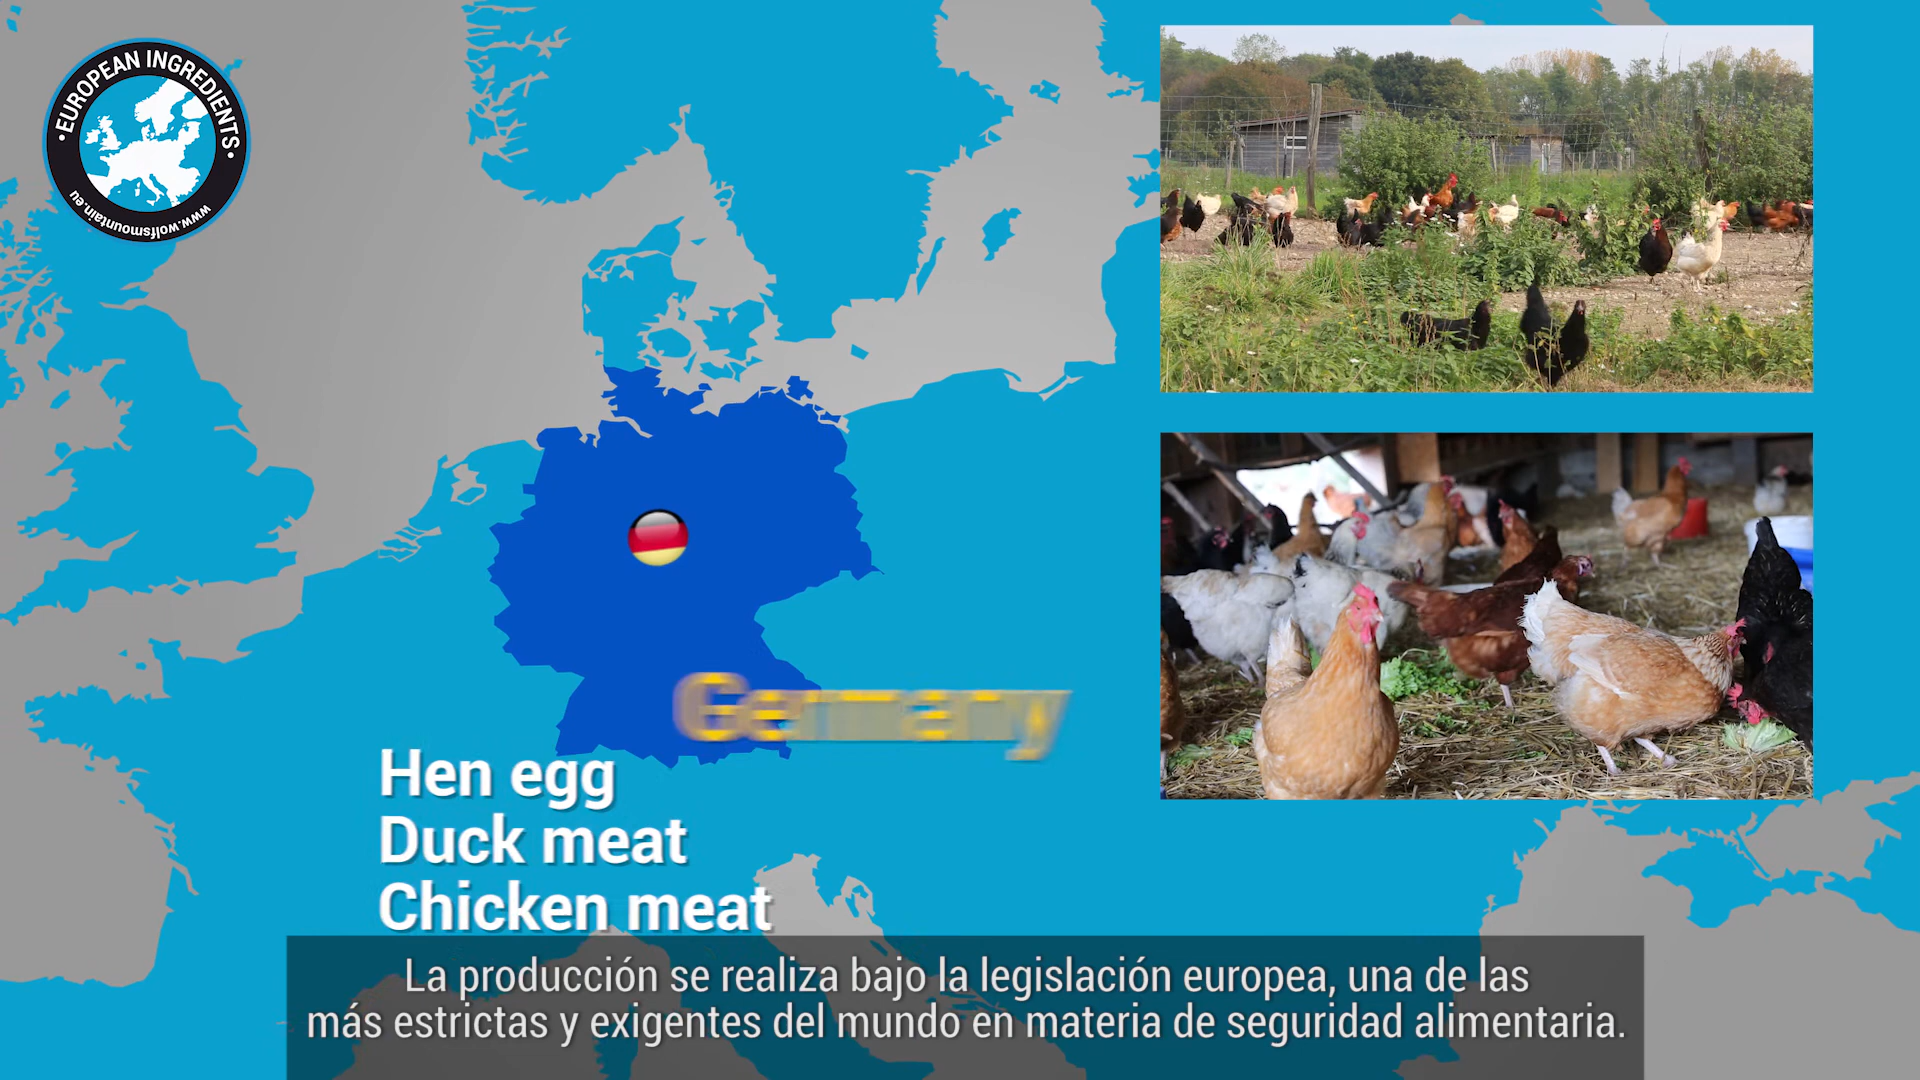 •EUROPEAN INGREDIENTS•
www.wolfsmountain.eu
Germany
Hen egg
Duck meat
Chicken meat
La producción se realiza bajo la legislación europea, una de las
más estrictas y exigentes del mundo en materia de seguridad alimentaria.